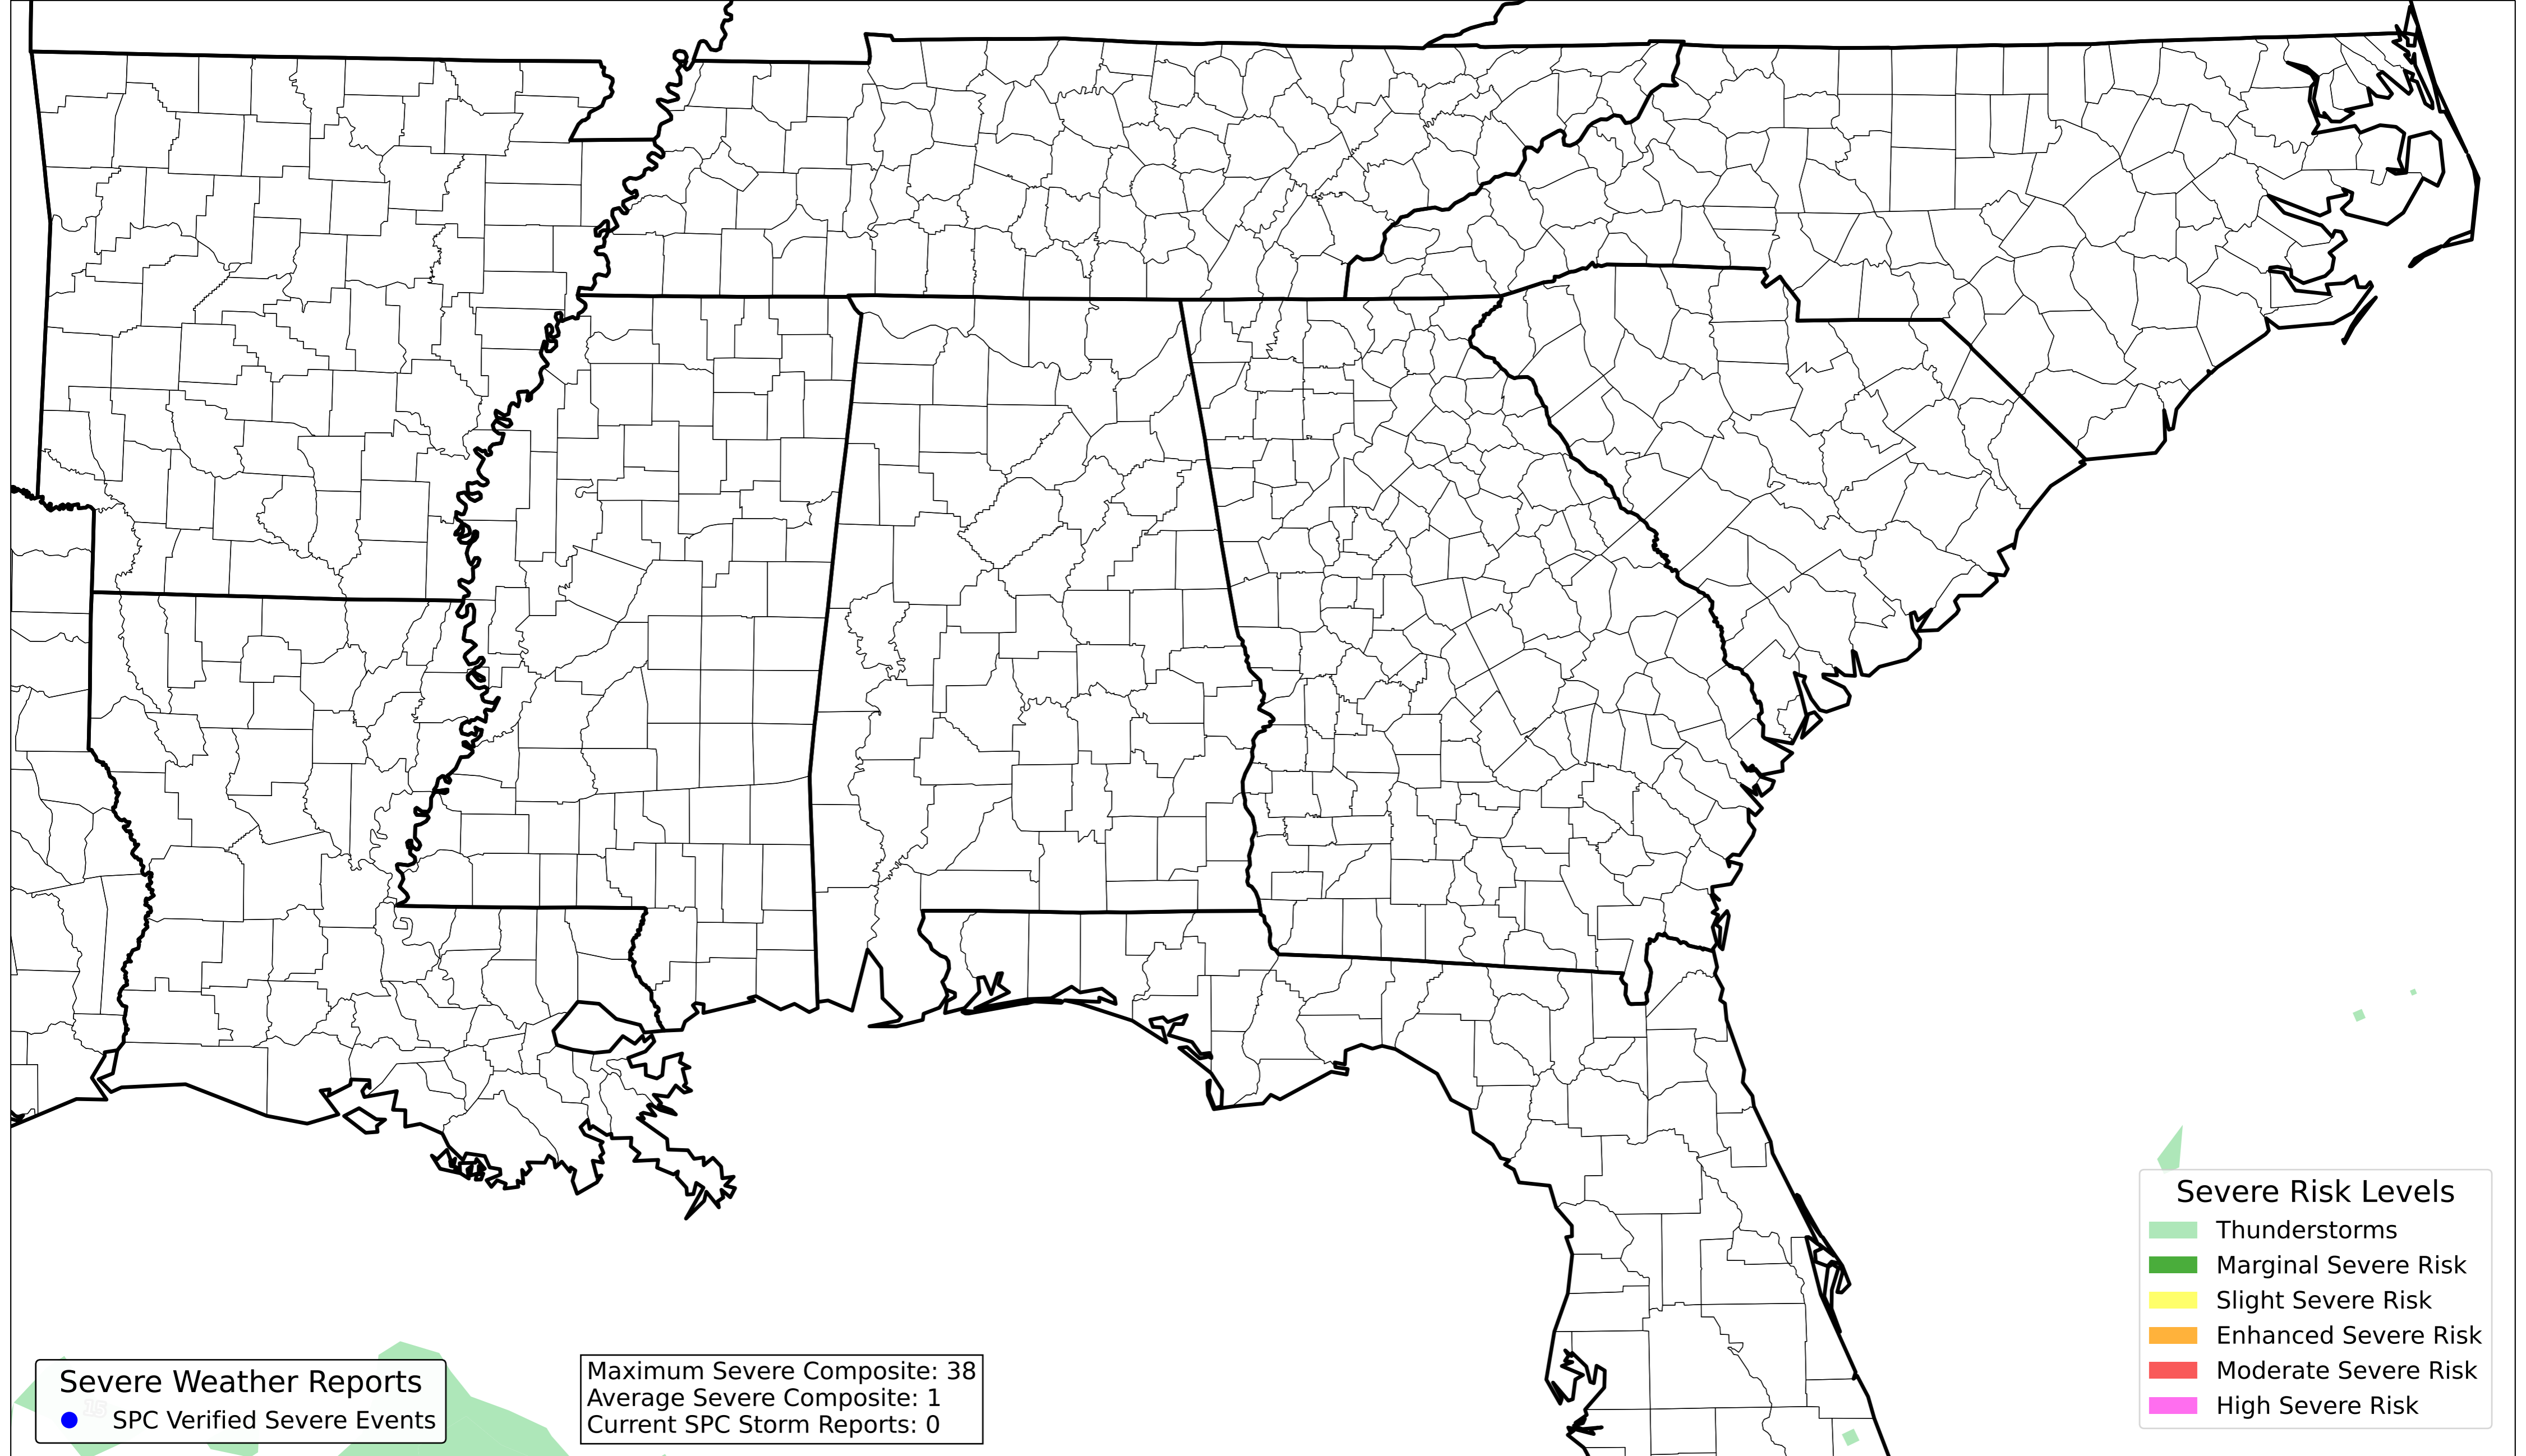 Severe Risk Levels
Thunderstorms
Marginal Severe Risk
Slight Severe Risk
Enhanced Severe Risk
Moderate Severe Risk
High Severe Risk
Severe Weather Reports
15
SPC Verified Severe Events
Maximum Severe Composite: 38
Average Severe Composite: 1
Current SPC Storm Reports: 0